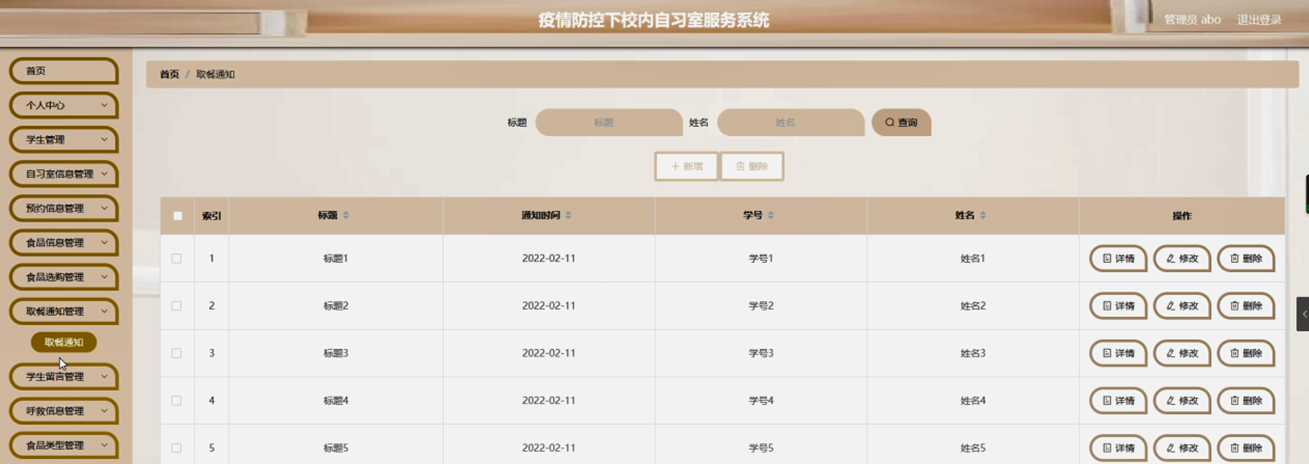 疫情防控下校内自习室服务系统
管理员 abo 退出登录
首页
个人中心
学生管理
自习室信息管理
预约信息管理
食品信息管理
食品选购管理
取餐通知管理
取餐通知
学生留言管理
呼救信息管理
食品类型管理
首页 / 取餐通知
标题 标题 姓名 姓名 查询
+ 新增 删除
索引 标题 通知时间 学号 姓名 操作
1 标题1 2022-02-11 学号1 姓名1 详情 修改 删除
2 标题2 2022-02-11 学号2 姓名2 详情 修改 删除
3 标题3 2022-02-11 学号3 姓名3 详情 修改 删除
4 标题4 2022-02-11 学号4 姓名4 详情 修改 删除
5 标题5 2022-02-11 学号5 姓名5 详情 修改 删除